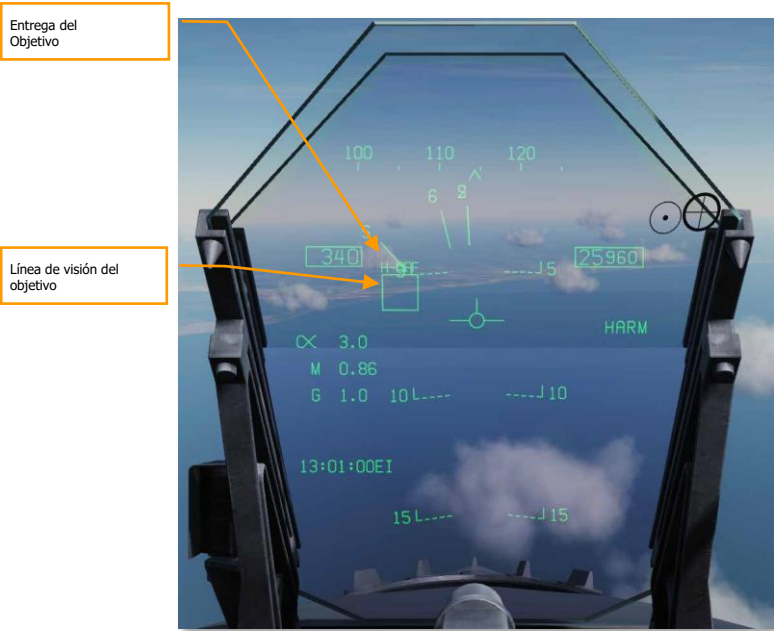 Entrega del
Objetivo
100 110 120
6
Línea de visión del
objetivo
340
25960
5
HARM
α 3.0
M 0.86
G 1.0
10 10
13:01:00EI
15 15